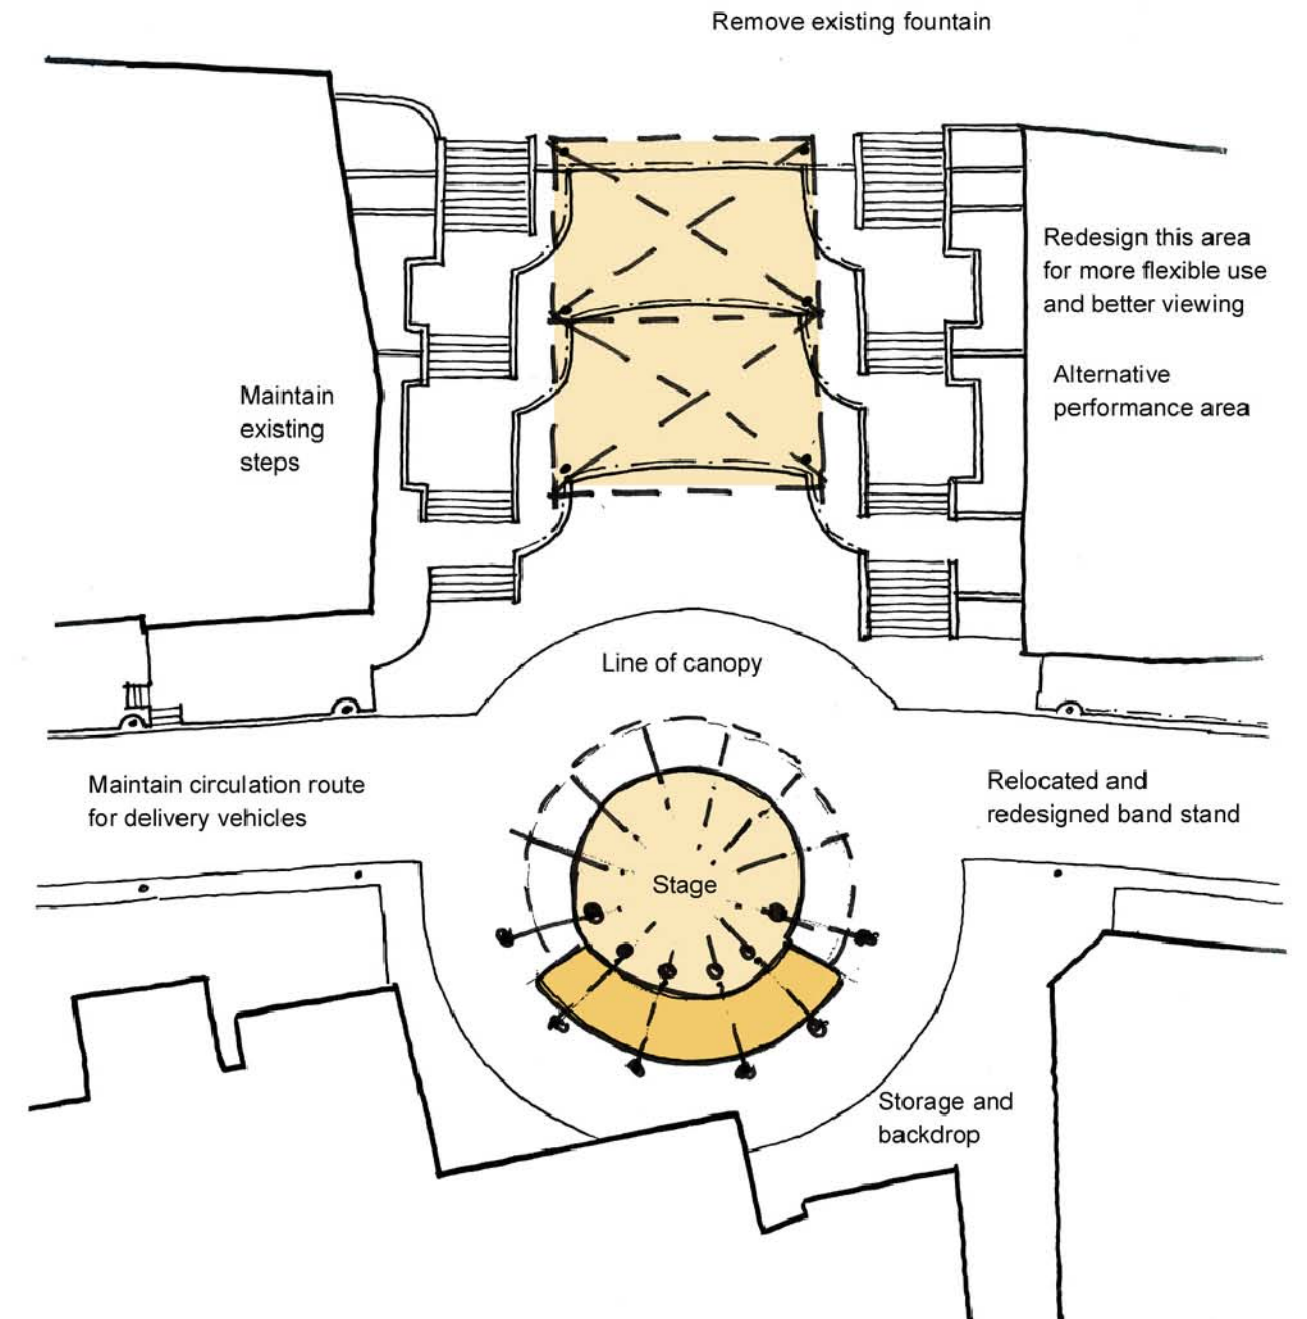 Remove existing fountain
Redesign this area
for more flexible use
and better viewing
Alternative
performance area
Maintain
existing
steps
Line of canopy
Maintain circulation route
for delivery vehicles
Relocated and
redesigned band stand
Stage
Storage and
backdrop